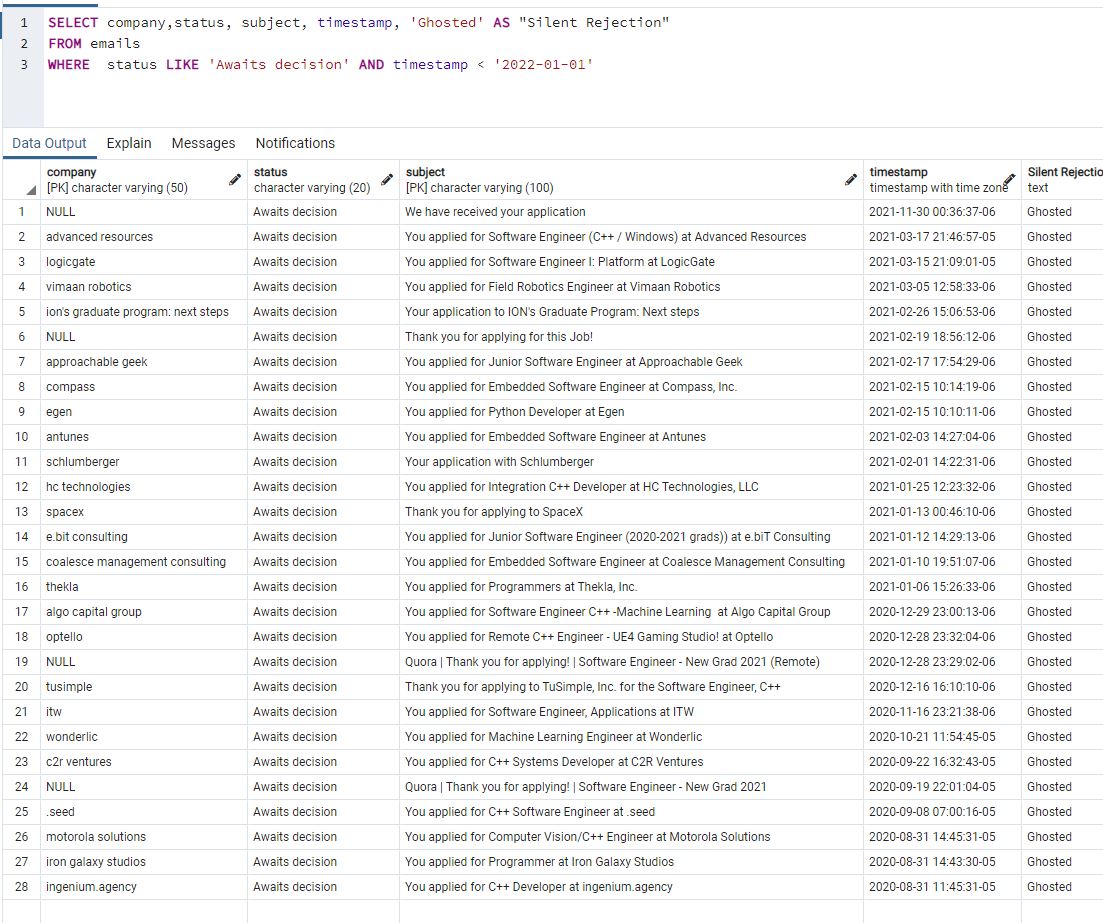 1 SELECT company,status, subject, timestamp, 'Ghosted' AS "Silent Rejection"
2 FROM emails
3 WHERE  status LIKE 'Awaits decision' AND timestamp < '2022-01-01'
Data Output Explain Messages Notifications
company status subject timestamp Silent Rejectio
[PK] character varying (50) character varying (20) [PK] character varying (100) timestamp with time zone text
1 NULL Awaits decision We have received your application 2021-11-30 00:36:37-06 Ghosted
2 advanced resources Awaits decision You applied for Software Engineer (C++ / Windows) at Advanced Resources 2021-03-17 21:46:57-05 Ghosted
3 logicgate Awaits decision You applied for Software Engineer I: Platform at LogicGate 2021-03-15 21:09:01-05 Ghosted
4 vimaan robotics Awaits decision You applied for Field Robotics Engineer at Vimaan Robotics 2021-03-05 12:58:33-06 Ghosted
5 ion's graduate program: next steps Awaits decision Your application to ION's Graduate Program: Next steps 2021-02-26 15:06:53-06 Ghosted
6 NULL Awaits decision Thank you for applying for this Job! 2021-02-19 18:56:12-06 Ghosted
7 approachable geek Awaits decision You applied for Junior Software Engineer at Approachable Geek 2021-02-17 17:54:29-06 Ghosted
8 compass Awaits decision You applied for Embedded Software Engineer at Compass, Inc. 2021-02-15 10:14:19-06 Ghosted
9 egen Awaits decision You applied for Python Developer at Egen 2021-02-15 10:10:11-06 Ghosted
10 antunes Awaits decision You applied for Embedded Software Engineer at Antunes 2021-02-03 14:27:04-06 Ghosted
11 schlumberger Awaits decision Your application with Schlumberger 2021-02-01 14:22:31-06 Ghosted
12 hc technologies Awaits decision You applied for Integration C++ Developer at HC Technologies, LLC 2021-01-25 12:23:32-06 Ghosted
13 spacex Awaits decision Thank you for applying to SpaceX 2021-01-13 00:46:10-06 Ghosted
14 e.bit consulting Awaits decision You applied for Junior Software Engineer (2020-2021 grads)) at e.biT Consulting 2021-01-12 14:29:13-06 Ghosted
15 coalesce management consulting Awaits decision You applied for Embedded Software Engineer at Coalesce Management Consulting 2021-01-10 19:51:07-06 Ghosted
16 thekla Awaits decision You applied for Programmers at Thekla, Inc. 2021-01-06 15:26:33-06 Ghosted
17 algo capital group Awaits decision You applied for Software Engineer C++ -Machine Learning  at Algo Capital Group 2020-12-29 23:00:13-06 Ghosted
18 optello Awaits decision You applied for Remote C++ Engineer - UE4 Gaming Studio! at Optello 2020-12-28 23:32:04-06 Ghosted
19 NULL Awaits decision Quora | Thank you for applying! | Software Engineer - New Grad 2021 (Remote) 2020-12-28 23:29:02-06 Ghosted
20 tusimple Awaits decision Thank you for applying to TuSimple, Inc. for the Software Engineer, C++ 2020-12-16 16:10:10-06 Ghosted
21 itw Awaits decision You applied for Software Engineer, Applications at ITW 2020-11-16 23:21:38-06 Ghosted
22 wonderlic Awaits decision You applied for Machine Learning Engineer at Wonderlic 2020-10-21 11:54:45-05 Ghosted
23 c2r ventures Awaits decision You applied for C++ Systems Developer at C2R Ventures 2020-09-22 16:32:43-05 Ghosted
24 NULL Awaits decision Quora | Thank you for applying! | Software Engineer - New Grad 2021 2020-09-19 22:01:04-05 Ghosted
25 .seed Awaits decision You applied for C++ Software Engineer at .seed 2020-09-08 07:00:16-05 Ghosted
26 motorola solutions Awaits decision You applied for Computer Vision/C++ Engineer at Motorola Solutions 2020-08-31 14:45:31-05 Ghosted
27 iron galaxy studios Awaits decision You applied for Programmer at Iron Galaxy Studios 2020-08-31 14:43:30-05 Ghosted
28 ingenium.agency Awaits decision You applied for C++ Developer at ingenium.agency 2020-08-31 11:45:31-05 Ghosted